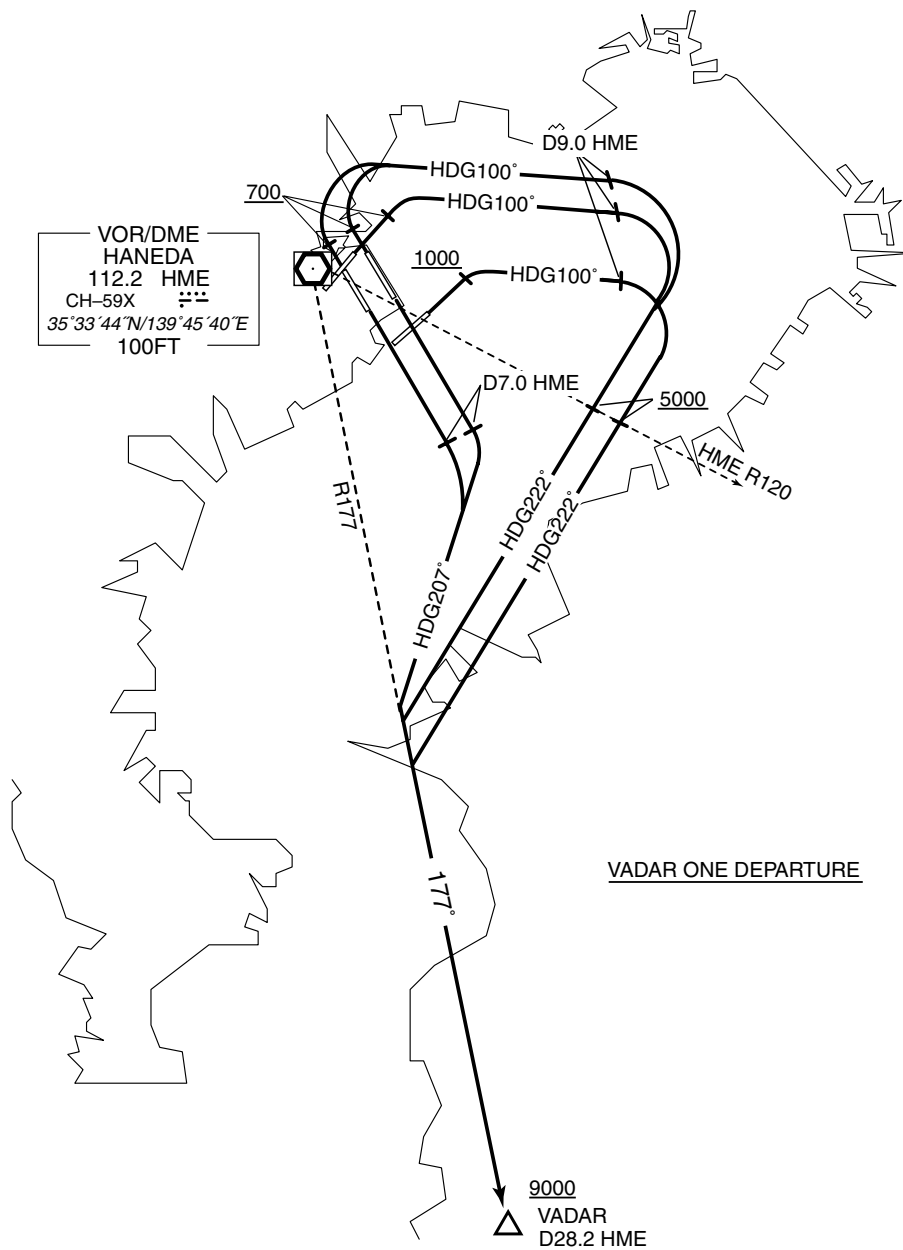 D9.0 HME
HDG100°
700
HDG100°
VOR/DME
HANEDA
112.2 HME
CH–59X
35°33´44˝N/139°45´40˝E
100FT
1000
HDG100°
D7.0 HME
5000
HME R120
R177
HDG222°
HDG222°
HDG207°
VADAR ONE DEPARTURE
177°
9000
VADAR
D28.2 HME